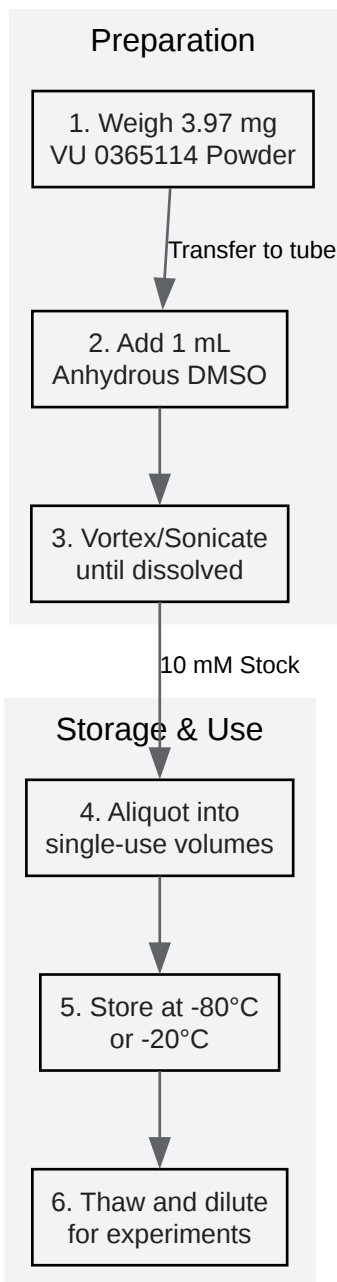 Preparation
1. Weigh 3.97 mg
VU 0365114 Powder
Transfer to tube
2. Add 1 mL
Anhydrous DMSO
3. Vortex/Sonicate
until dissolved
10 mM Stock
Storage & Use
4. Aliquot into
single-use volumes
5. Store at -80°C
or -20°C
6. Thaw and dilute
for experiments